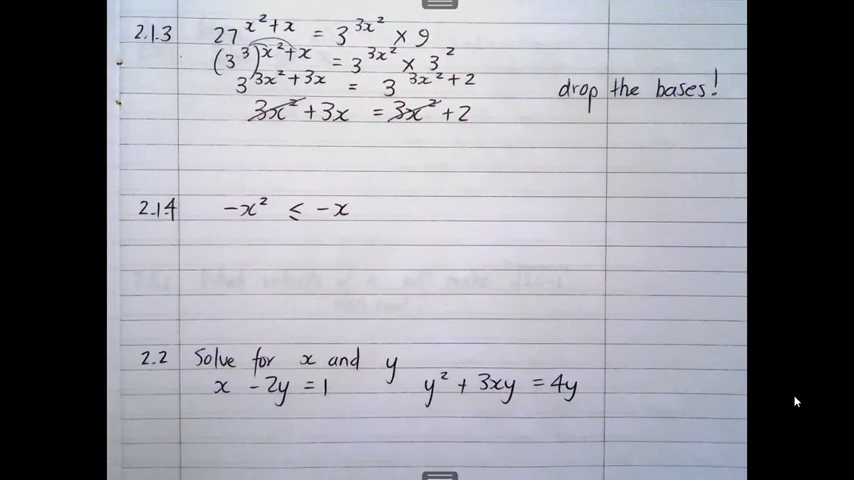 2.1.3 27^(x²+x) = 3^(3x²) × 9
(3³)^(x²+x) = 3^(3x²) × 3²
3^(3x²+3x) = 3^(3x²+2) drop the bases!
3x² + 3x = 3x² + 2
2.1.4 -x² ≤ -x
2.2 Solve for x and y
x - 2y = 1 y² + 3xy = 4y